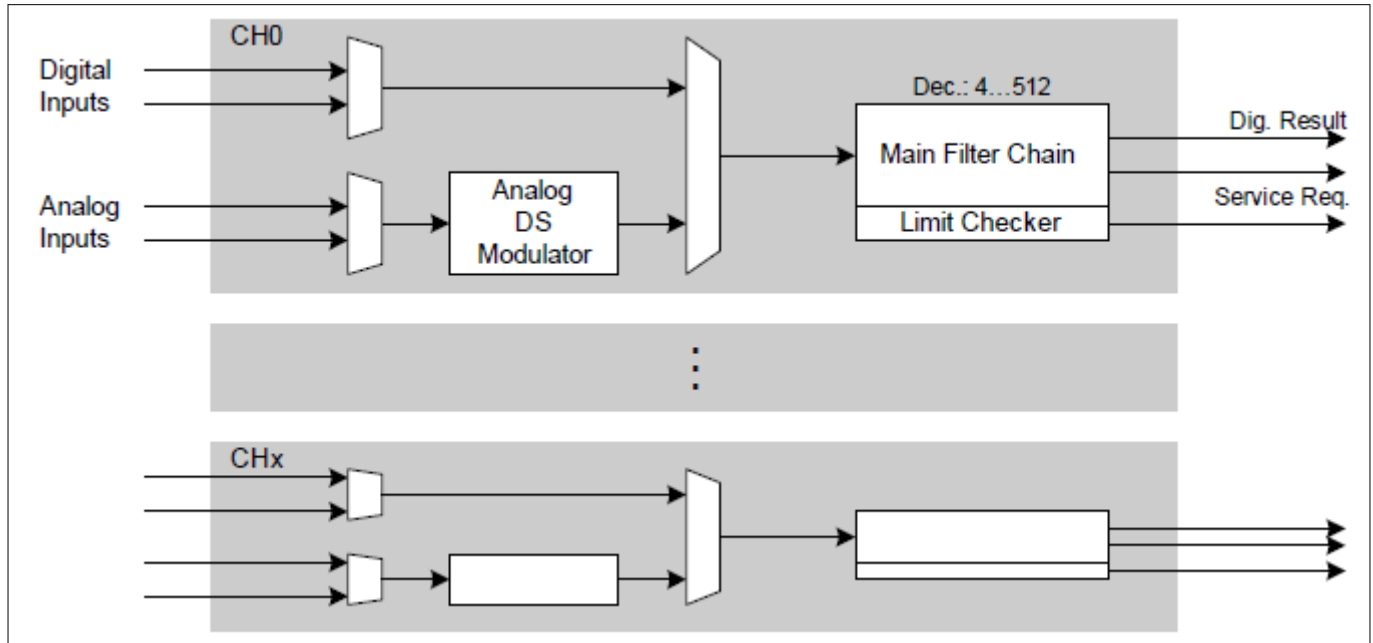 CH0
Digital
Inputs
Dec.: 4...512
Dig. Result
Main Filter Chain
Analog
DS
Modulator
Analog
Inputs
Service Req.
Limit Checker
CHx